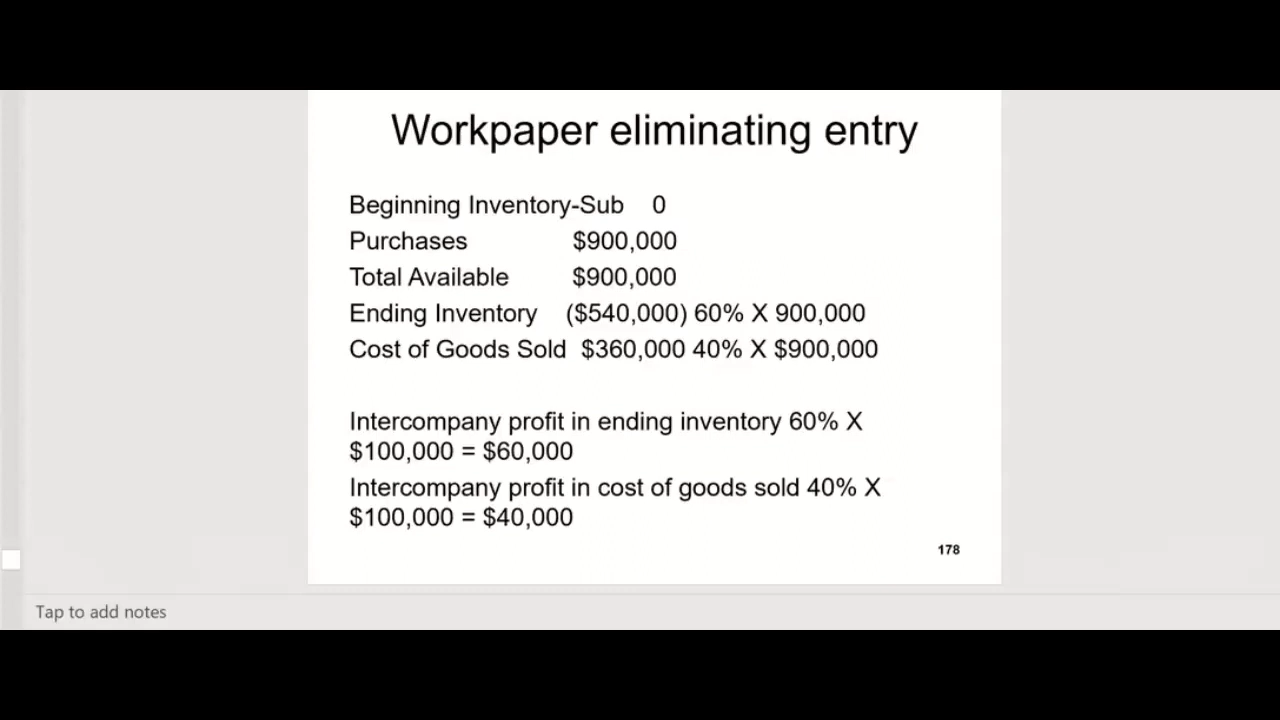 Workpaper eliminating entry
Beginning Inventory-Sub 0
Purchases $900,000
Total Available $900,000
Ending Inventory ($540,000) 60% X 900,000
Cost of Goods Sold $360,000 40% X $900,000
Intercompany profit in ending inventory 60% X
$100,000 = $60,000
Intercompany profit in cost of goods sold 40% X
$100,000 = $40,000
178
Tap to add notes